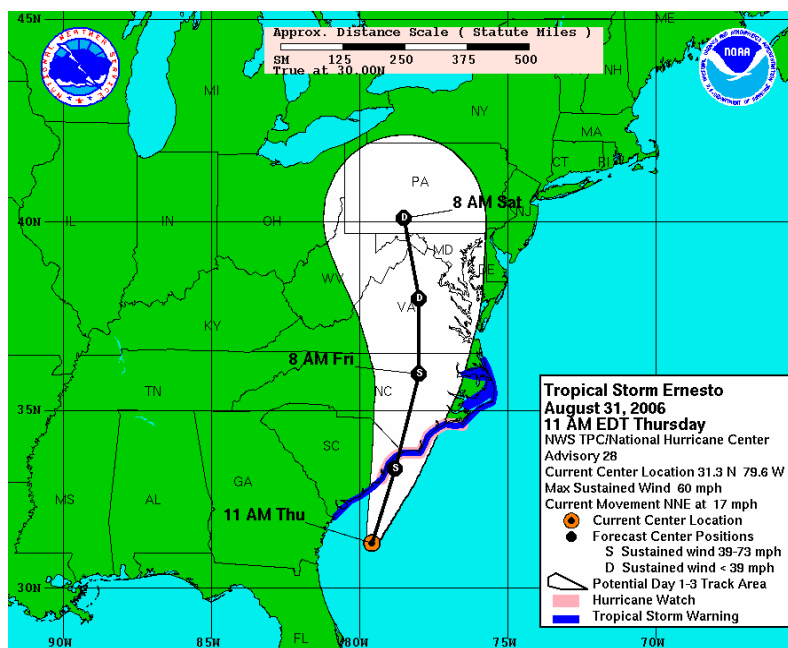 45N
Approx. Distance Scale ( Statute Miles )
SM 125 250 375 500
True at 30.00N
NATIONAL WEATHER SERVICE
NOAA
ME
NH
MI
NY
MA
CT
RI
PA
8 AM Sat
D
NJ
40N
IL
IN
OH
MD
DE
WV
D
VA
KY
8 AM Fri
S
TN
NC
35N
SC
S
GA
MS
AL
11 AM Thu
30N
FL
90W
85W
80W
75W
70W
Tropical Storm Ernesto
August 31, 2006
11 AM EDT Thursday
NWS TPC/National Hurricane Center
Advisory 28
Current Center Location 31.3 N 79.6 W
Max Sustained Wind 60 mph
Current Movement NNE at 17 mph
Current Center Location
Forecast Center Positions
S Sustained wind 39-73 mph
D Sustained wind < 39 mph
Potential Day 1-3 Track Area
Hurricane Watch
Tropical Storm Warning